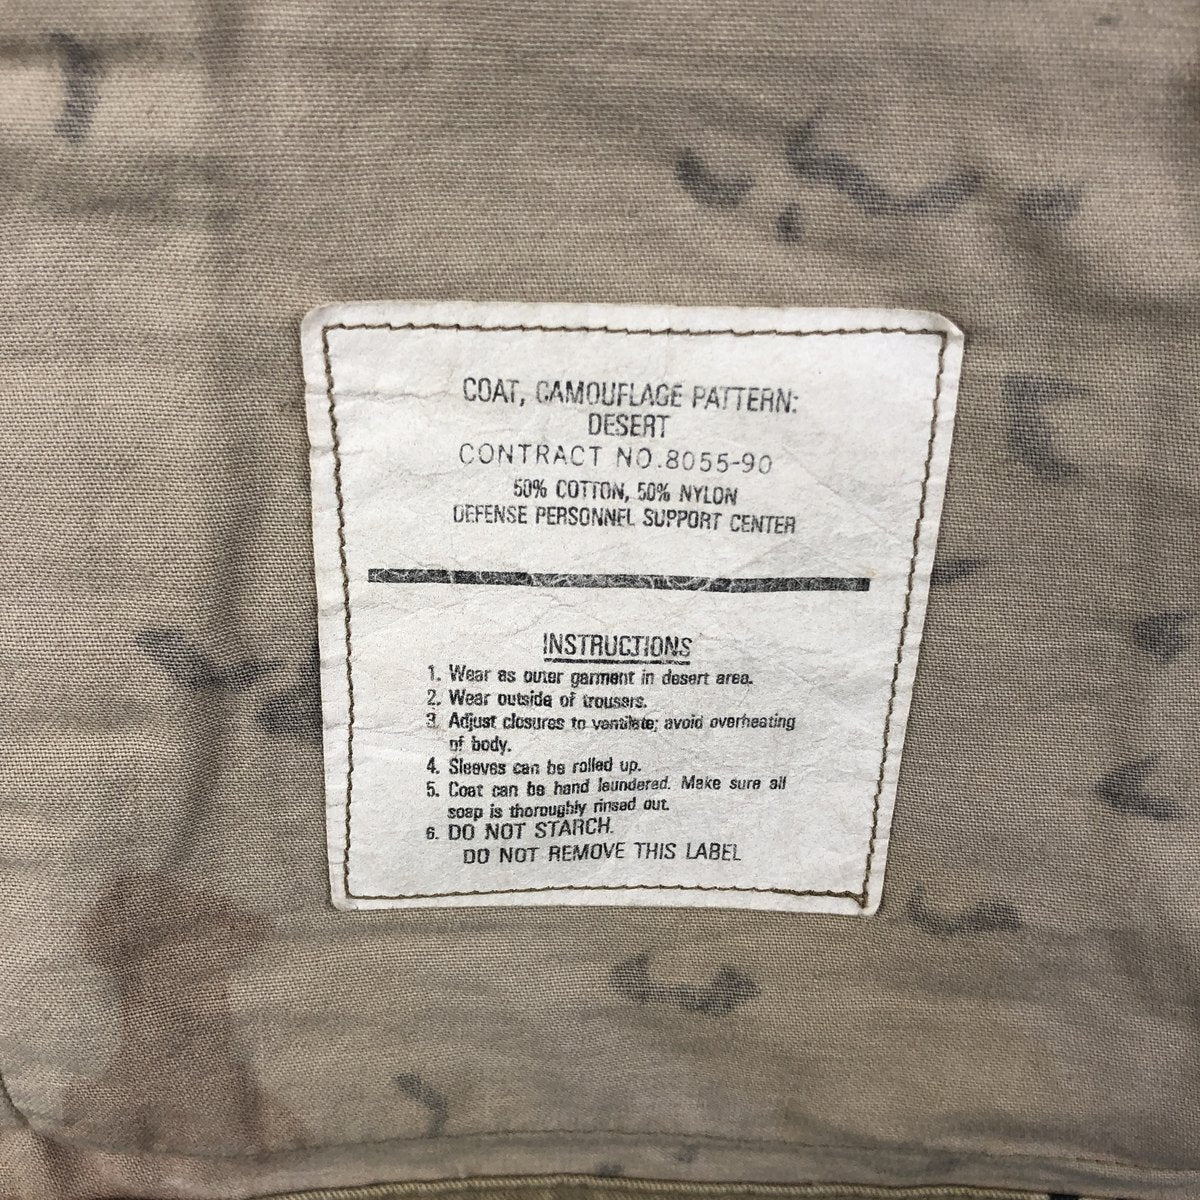 COAT, CAMOUFLAGE PATTERN:
DESERT
CONTRACT NO.8055-90
50% COTTON, 50% NYLON
DEFENSE PERSONNEL SUPPORT CENTER
INSTRUCTIONS
1. Wear as outer garment in desert area.
2. Wear outside of trousers.
3. Adjust closures to ventilate; avoid overheating
of body.
4. Sleeves can be rolled up.
5. Coat can be hand laundered. Make sure all
soap is thoroughly rinsed out.
6. DO NOT STARCH.
DO NOT REMOVE THIS LABEL